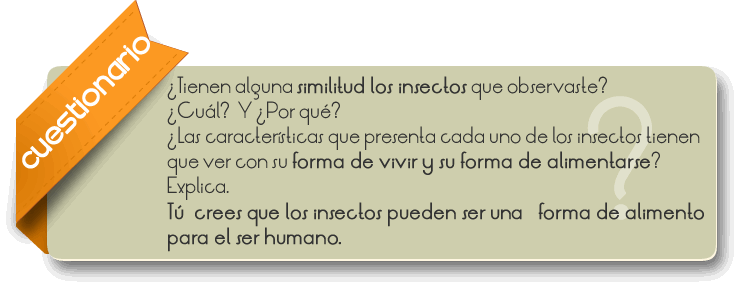 cuestionario
¿Tienen alguna similitud los insectos que observaste?
¿Cuál? Y ¿Por qué?
¿Las características que presenta cada uno de los insectos tienen
que ver con su forma de vivir y su forma de alimentarse?
Explica.
Tú crees que los insectos pueden ser una forma de alimento
para el ser humano.
?